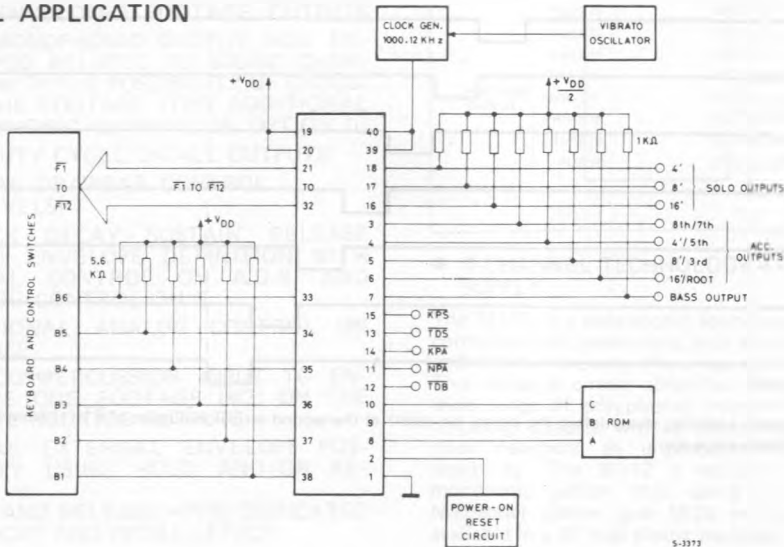 APPLICATION
CLOCK GEN.
1000.12 KHz
VIBRATO
OSCILLATOR
+VDD
+VDD
2
19
20
21
TO
32
40
39
18
17
16
3
4
5
6
7
15
13
14
11
12
10
9
8
2
1
1KΩ
4'
8'
16'
SOLO OUTPUTS
8th/7th
4'/5th
8'/3rd
16'/ROOT
ACC.
OUTPUTS
BASS OUTPUT
KEYBOARD AND CONTROL SWITCHES
F1
TO
F12
F1 TO F12
+VDD
5.6
KΩ
B6
B5
B4
B3
B2
B1
33
34
35
36
37
38
KPS
TDS
KPA
NPA
TDB
C
B
A
ROM
POWER-ON
RESET
CIRCUIT
S-3373